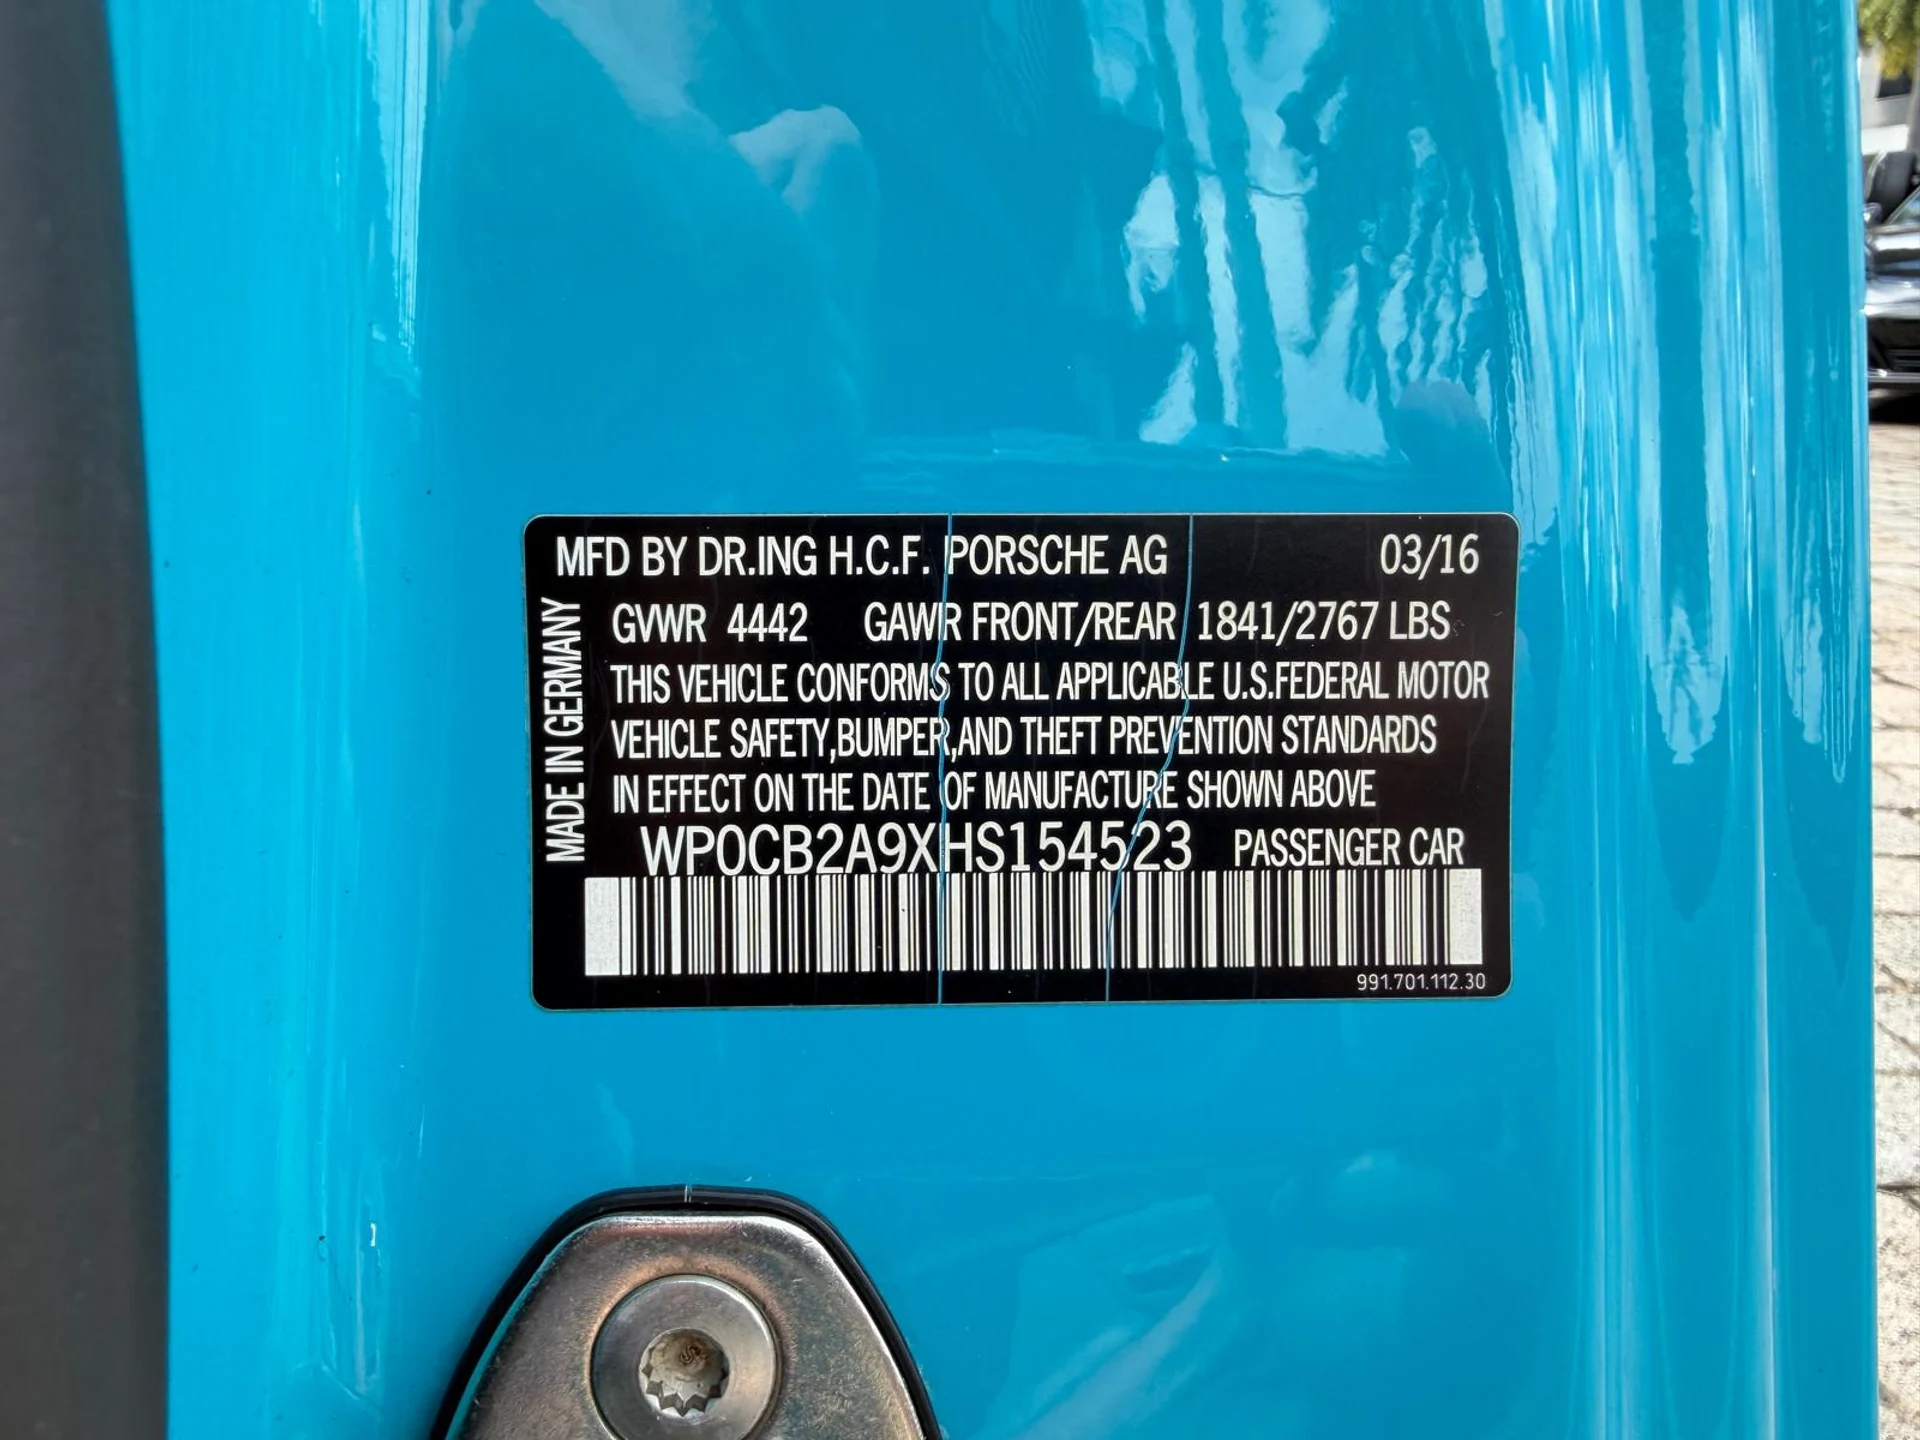 MFD BY DR.ING H.C.F. PORSCHE AG 03/16
GVWR 4442 GAWR FRONT/REAR 1841/2767 LBS
THIS VEHICLE CONFORMS TO ALL APPLICABLE U.S.FEDERAL MOTOR
VEHICLE SAFETY,BUMPER,AND THEFT PREVENTION STANDARDS
IN EFFECT ON THE DATE OF MANUFACTURE SHOWN ABOVE
WP0CB2A9XHS154523 PASSENGER CAR
991.701.112.30
MADE IN GERMANY